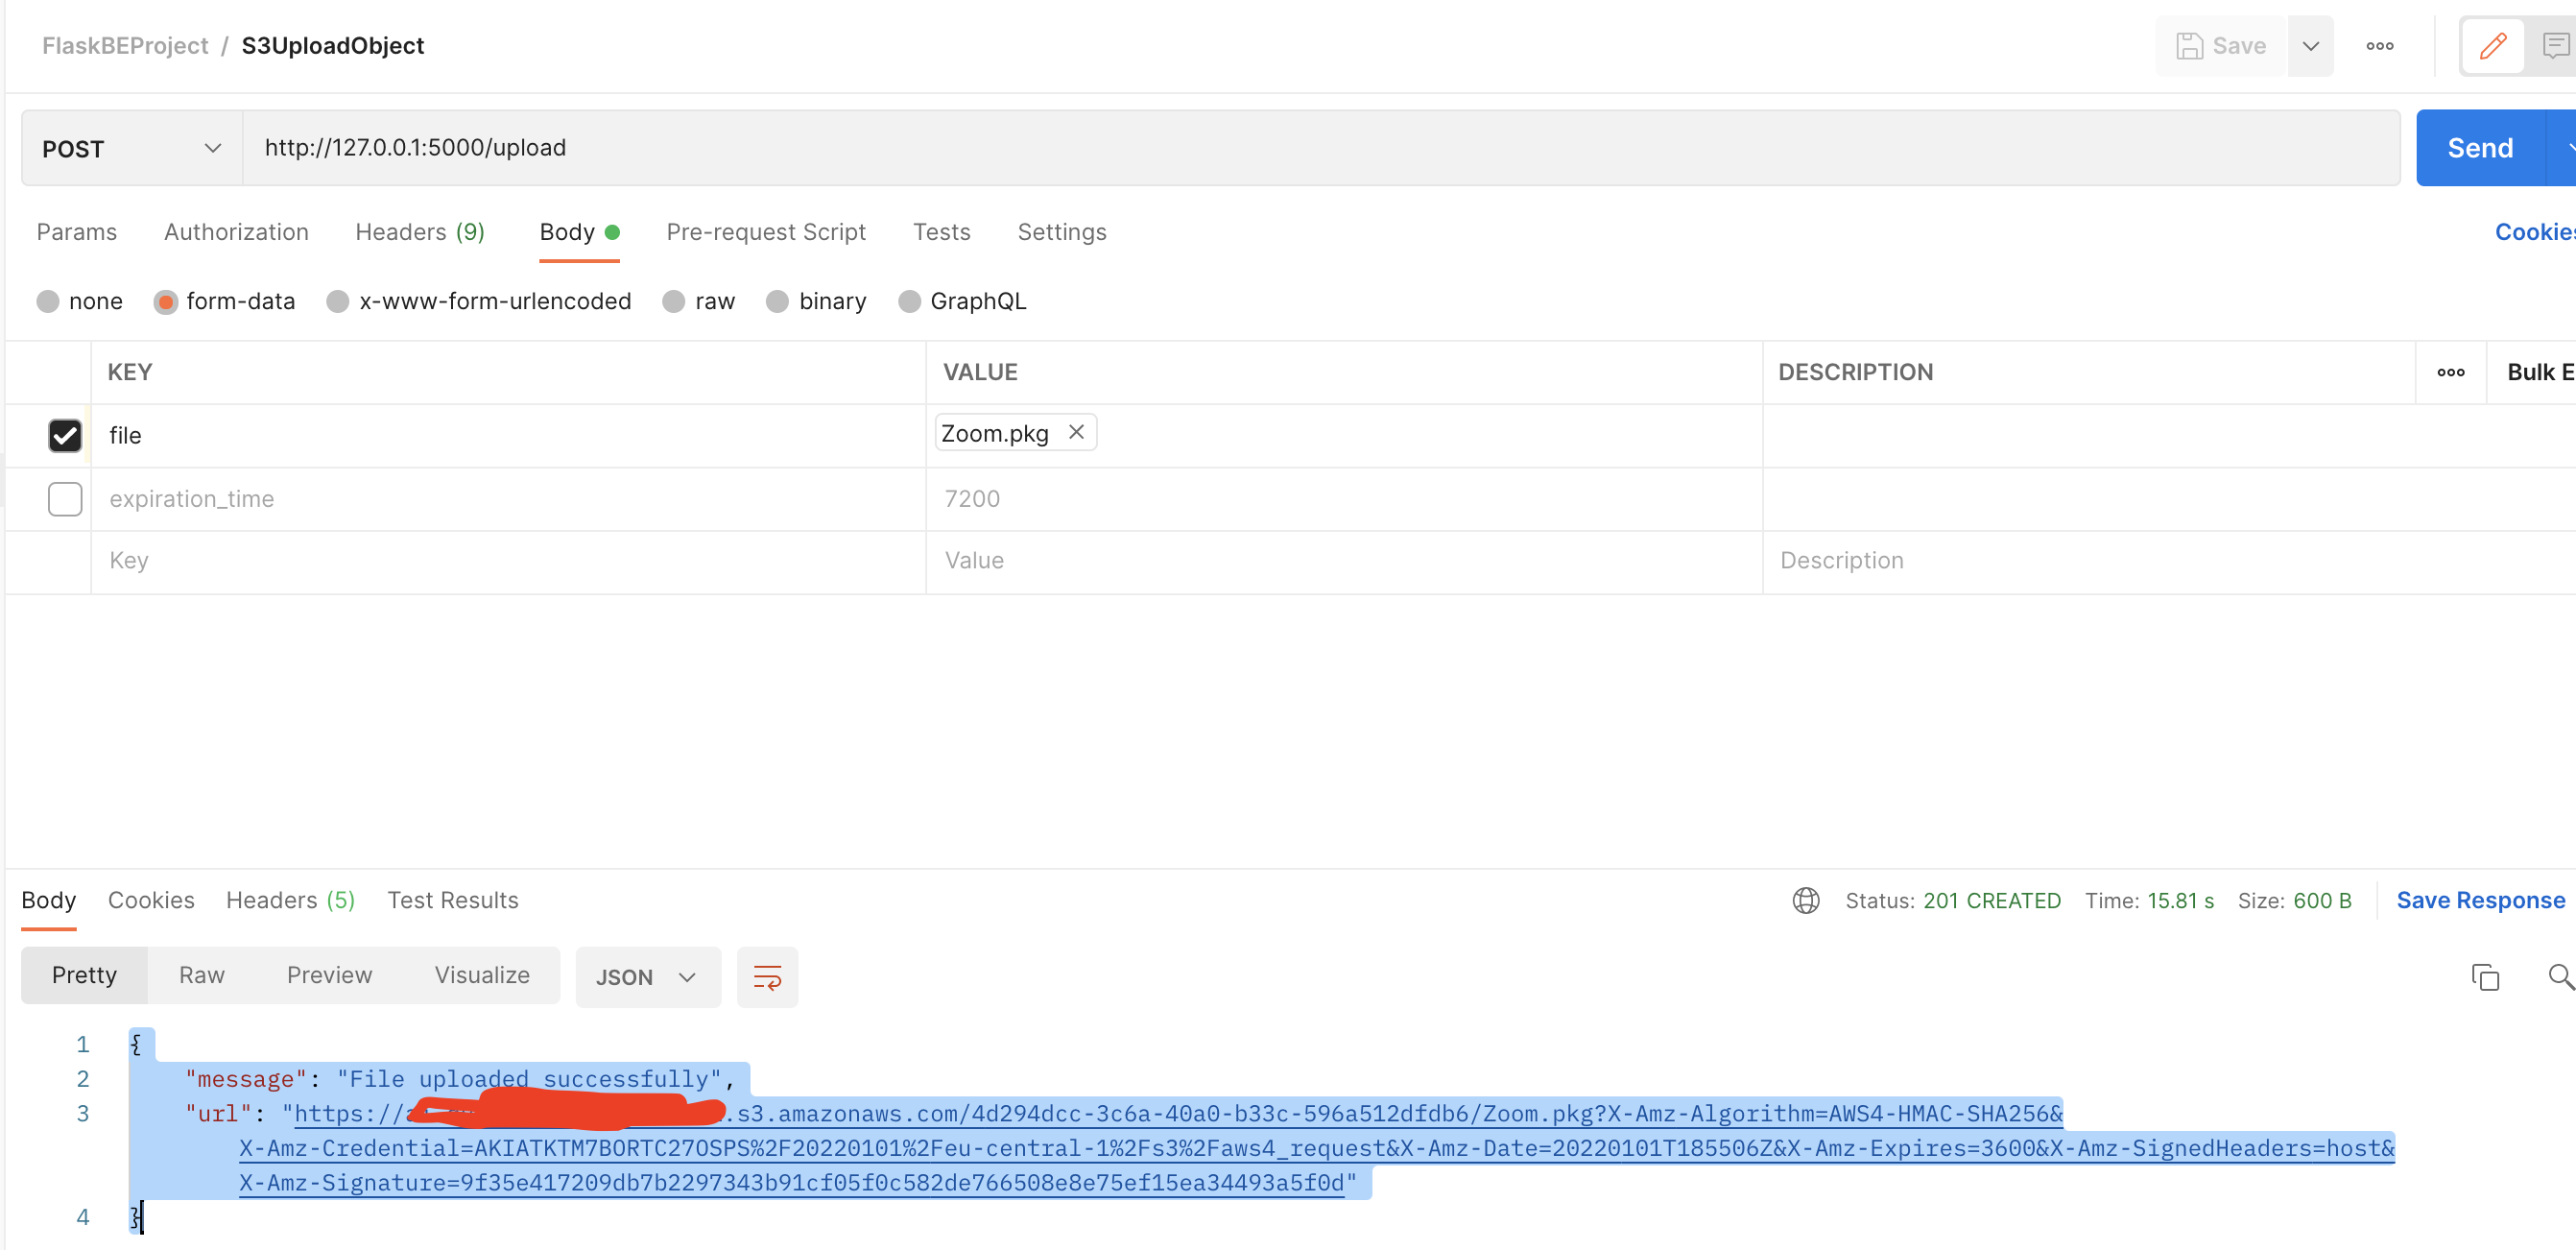 FlaskBEProject / S3UploadObject
Save
POST
http://127.0.0.1:5000/upload
Send
Params Authorization Headers (9) Body Pre-request Script Tests Settings
Cookies
none form-data x-www-form-urlencoded raw binary GraphQL
KEY VALUE DESCRIPTION Bulk E
file Zoom.pkg
expiration_time 7200
Key Value Description
Body Cookies Headers (5) Test Results
Status: 201 CREATED Time: 15.81 s Size: 600 B Save Response
Pretty Raw Preview Visualize JSON
1 {
2 "message": "File uploaded successfully",
3 "url": "https://.s3.amazonaws.com/4d294dcc-3c6a-40a0-b33c-596a512dfdb6/Zoom.pkg?X-Amz-Algorithm=AWS4-HMAC-SHA256&
X-Amz-Credential=AKIATKTM7BORTC27OSPS%2F20220101%2Feu-central-1%2Fs3%2Faws4_request&X-Amz-Date=20220101T185506Z&X-Amz-Expires=3600&X-Amz-SignedHeaders=host&
X-Amz-Signature=9f35e417209db7b2297343b91cf05f0c582de766508e8e75ef15ea34493a5f0d"
4 }